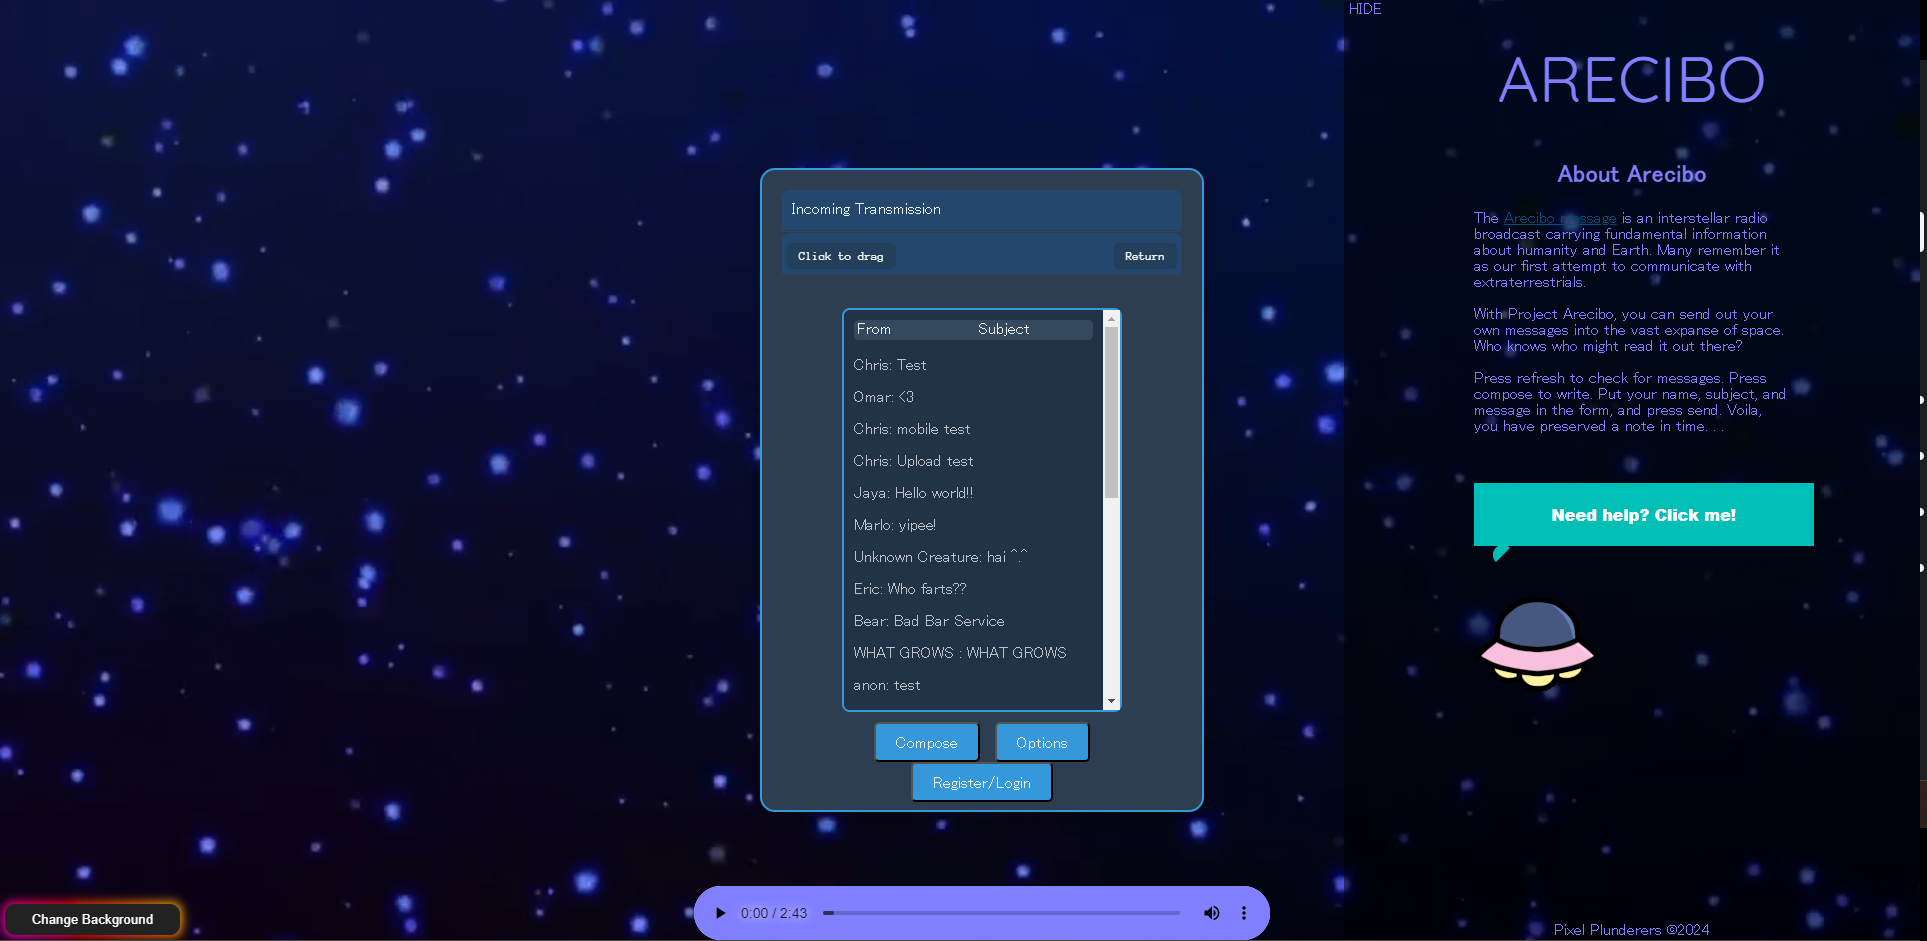 HIDE
ARECIBO
About Arecibo
The Arecibo message is an interstellar radio
broadcast carrying fundamental information
about humanity and Earth. Many remember it
as our first attempt to communicate with
extraterrestrials.
With Project Arecibo, you can send out your
own messages into the vast expanse of space.
Who knows who might read it out there?
Press refresh to check for messages. Press
compose to write. Put your name, subject, and
message in the form, and press send. Voila,
you have preserved a note in time. . .
Need help? Click me!
Pixel Plunderers ©2024
Incoming Transmission
Click to drag
Return
From Subject
Chris: Test
Omar: <3
Chris: mobile test
Chris: Upload test
Jaya: Hello world!!
Marlo: yipee!
Unknown Creature: hai ^.^
Eric: Who farts??
Bear: Bad Bar Service
WHAT GROWS : WHAT GROWS
anon: test
Compose
Options
Register/Login
Change Background
0:00 / 2:43